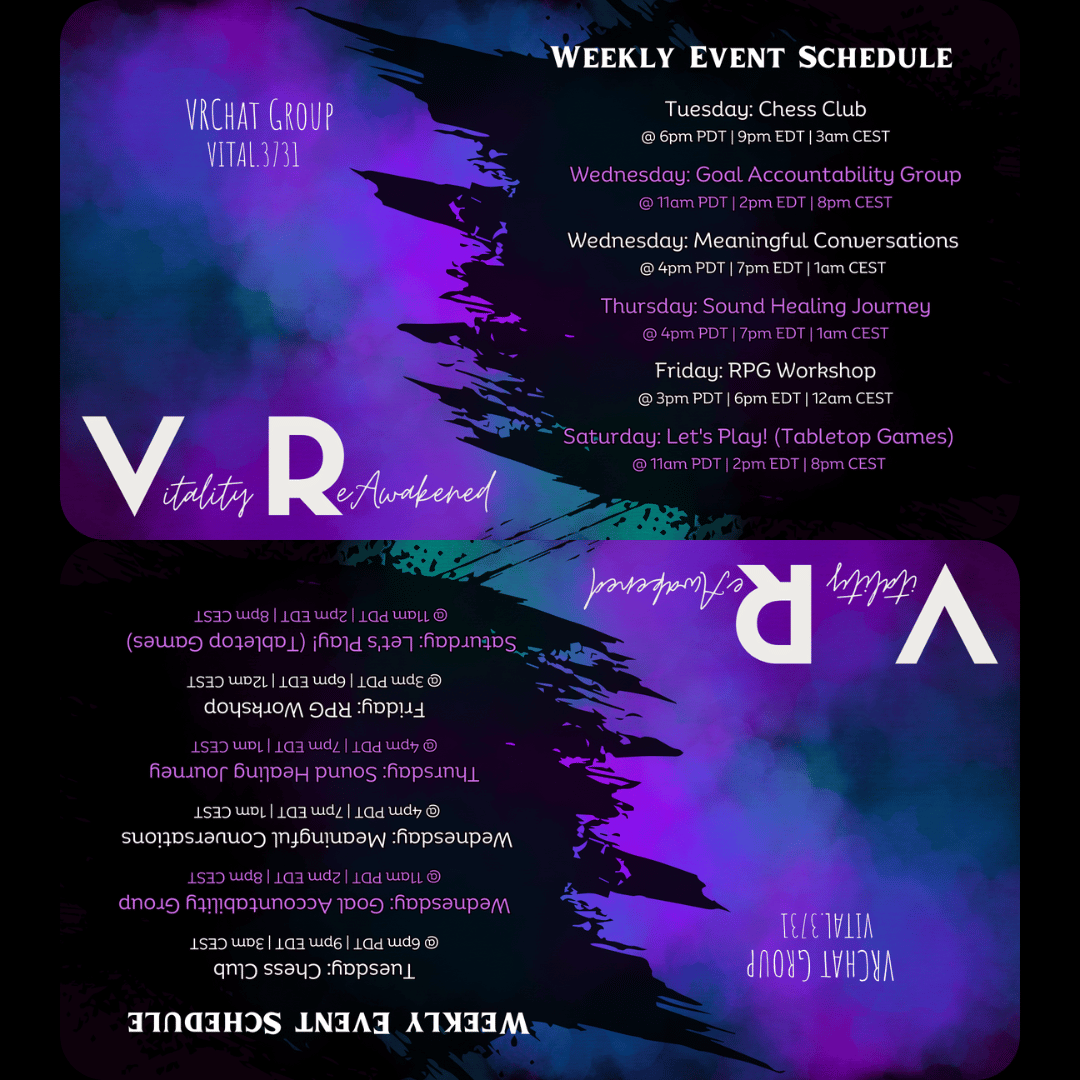 VRChat Group
VITAL.3731
Vitality ReAwakened
Weekly Event Schedule
Tuesday: Chess Club
@ 6pm PDT | 9pm EDT | 3am CEST
Wednesday: Goal Accountability Group
@ 11am PDT | 2pm EDT | 8pm CEST
Wednesday: Meaningful Conversations
@ 4pm PDT | 7pm EDT | 1am CEST
Thursday: Sound Healing Journey
@ 4pm PDT | 7pm EDT | 1am CEST
Friday: RPG Workshop
@ 3pm PDT | 6pm EDT | 12am CEST
Saturday: Let's Play! (Tabletop Games)
@ 11am PDT | 2pm EDT | 8pm CEST
VRChat Group
VITAL.3731
Vitality ReAwakened
Weekly Event Schedule
Tuesday: Chess Club
@ 6pm PDT | 9pm EDT | 3am CEST
Wednesday: Goal Accountability Group
@ 11am PDT | 2pm EDT | 8pm CEST
Wednesday: Meaningful Conversations
@ 4pm PDT | 7pm EDT | 1am CEST
Thursday: Sound Healing Journey
@ 4pm PDT | 7pm EDT | 1am CEST
Friday: RPG Workshop
@ 3pm PDT | 6pm EDT | 12am CEST
Saturday: Let's Play! (Tabletop Games)
@ 11am PDT | 2pm EDT | 8pm CEST